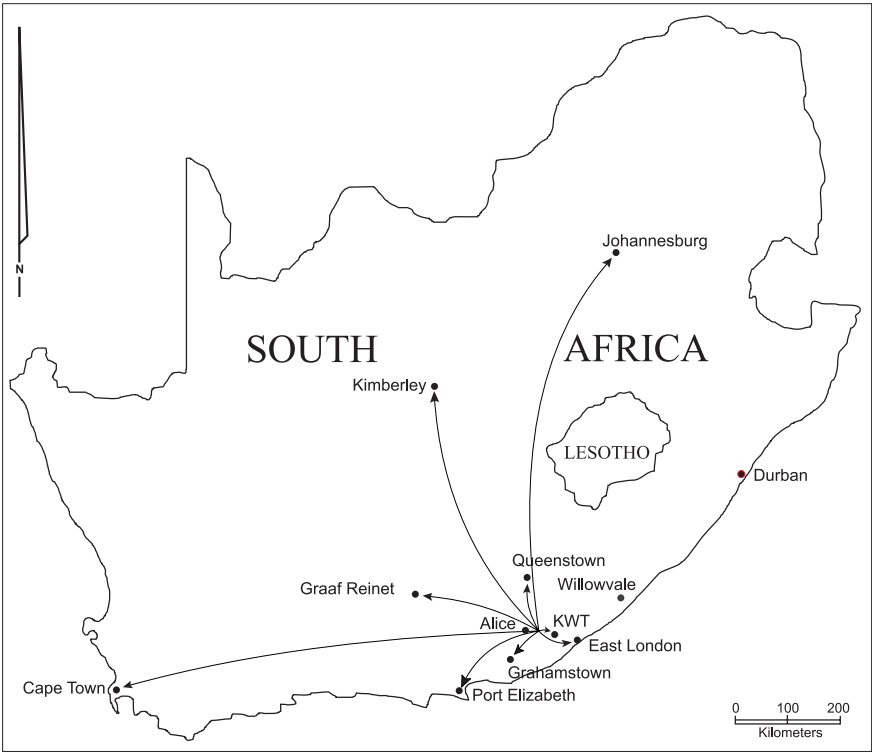 Johannesburg
N
SOUTH AFRICA
Kimberley
LESOTHO
Durban
Queenstown
Willowvale
Graaf Reinet
Alice
KWT
East London
Grahamstown
Cape Town
Port Elizabeth
0 100 200
Kilometers